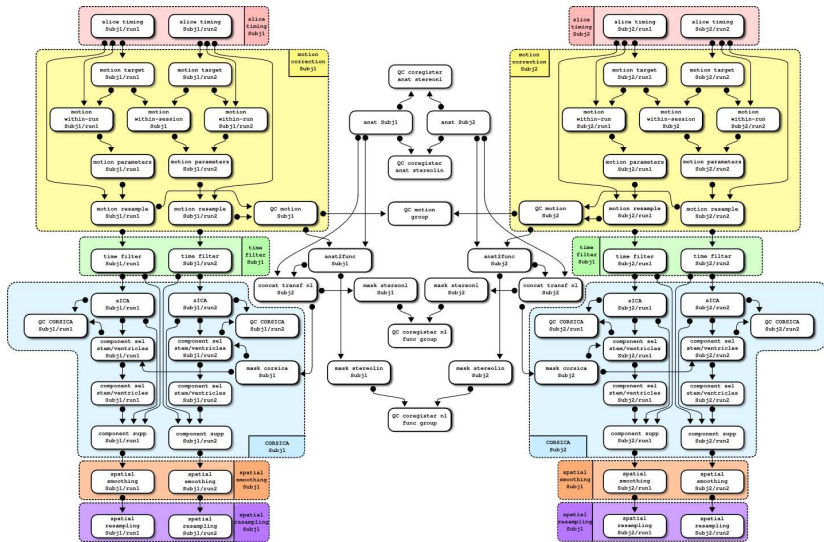 slice timing
Subj1/run1
slice timing
Subj1/run2
slice
timing
Subj1
motion
correction
Subj1
motion target
Subj1/run1
motion target
Subj1/run2
motion
within-run
Subj1/run1
motion
within-session
Subj1
motion
within-run
Subj1/run2
motion parameters
Subj1/run1
motion parameters
Subj1/run2
motion resample
Subj1/run1
motion resample
Subj1/run2
QC motion
Subj1
time filter
Subj1/run1
time filter
Subj1/run2
time
filter
Subj1
sICA
Subj1/run1
sICA
Subj1/run2
QC CORSICA
Subj1/run1
QC CORSICA
Subj1/run2
component sel
stem/ventricles
Subj1/run1
component sel
stem/ventricles
Subj1/run2
mask corsica
Subj1
component sel
stem/ventricles
Subj1/run1
component sel
stem/ventricles
Subj1/run2
component supp
Subj1/run1
component supp
Subj1/run2
CORSICA
Subj1
spatial
smoothing
Subj1/run1
spatial
smoothing
Subj1/run2
spatial
smoothing
Subj1
spatial
resampling
Subj1/run1
spatial
resampling
Subj1/run2
spatial
resampling
Subj1
QC coregister
anat stereonl
anat Subj1
anat Subj2
QC coregister
anat stereolin
QC motion
group
anat2func
Subj1
anat2func
Subj2
concat transf nl
Subj2
mask stereonl
Subj1
mask stereonl
Subj2
concat transf nl
Subj2
QC coregister nl
func group
mask stereolin
Subj1
mask stereolin
Subj2
QC coregister nl
func group
slice
timing
Subj2
slice timing
Subj2/run1
slice timing
Subj2/run2
motion
correction
Subj2
motion target
Subj2/run1
motion target
Subj2/run2
motion
within-run
Subj2/run1
motion
within-session
Subj2
motion
within-run
Subj2/run2
motion parameters
Subj2/run1
motion parameters
Subj2/run2
QC motion
Subj2
motion resample
Subj2/run1
motion resample
Subj2/run2
time
filter
Subj1
time filter
Subj2/run1
time filter
Subj2/run2
sICA
Subj2/run1
sICA
Subj2/run2
QC CORSICA
Subj2/run1
QC CORSICA
Subj2/run2
component sel
stem/ventricles
Subj2/run1
component sel
stem/ventricles
Subj2/run2
mask corsica
Subj2
component sel
stem/ventricles
Subj2/run1
component sel
stem/ventricles
Subj2/run2
component supp
Subj2/run1
component supp
Subj2/run2
CORSICA
Subj2
spatial
smoothing
Subj1
spatial
smoothing
Subj2/run1
spatial
smoothing
Subj2/run2
spatial
resampling
Subj1
spatial
resampling
Subj2/run1
spatial
resampling
Subj2/run2